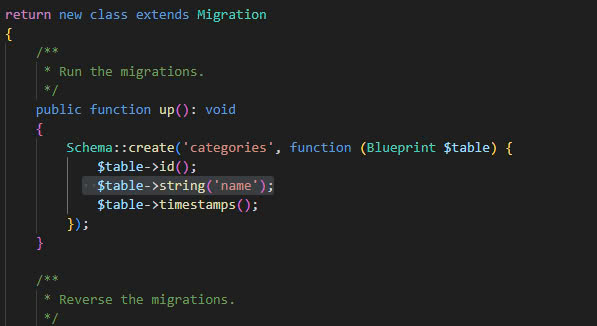 return new class extends Migration
{
    /**
     * Run the migrations.
     */
    public function up(): void
    {
        Schema::create('categories', function (Blueprint $table) {
            $table->id();
            $table->string('name');
            $table->timestamps();
        });
    }

    /**
     * Reverse the migrations.
     */